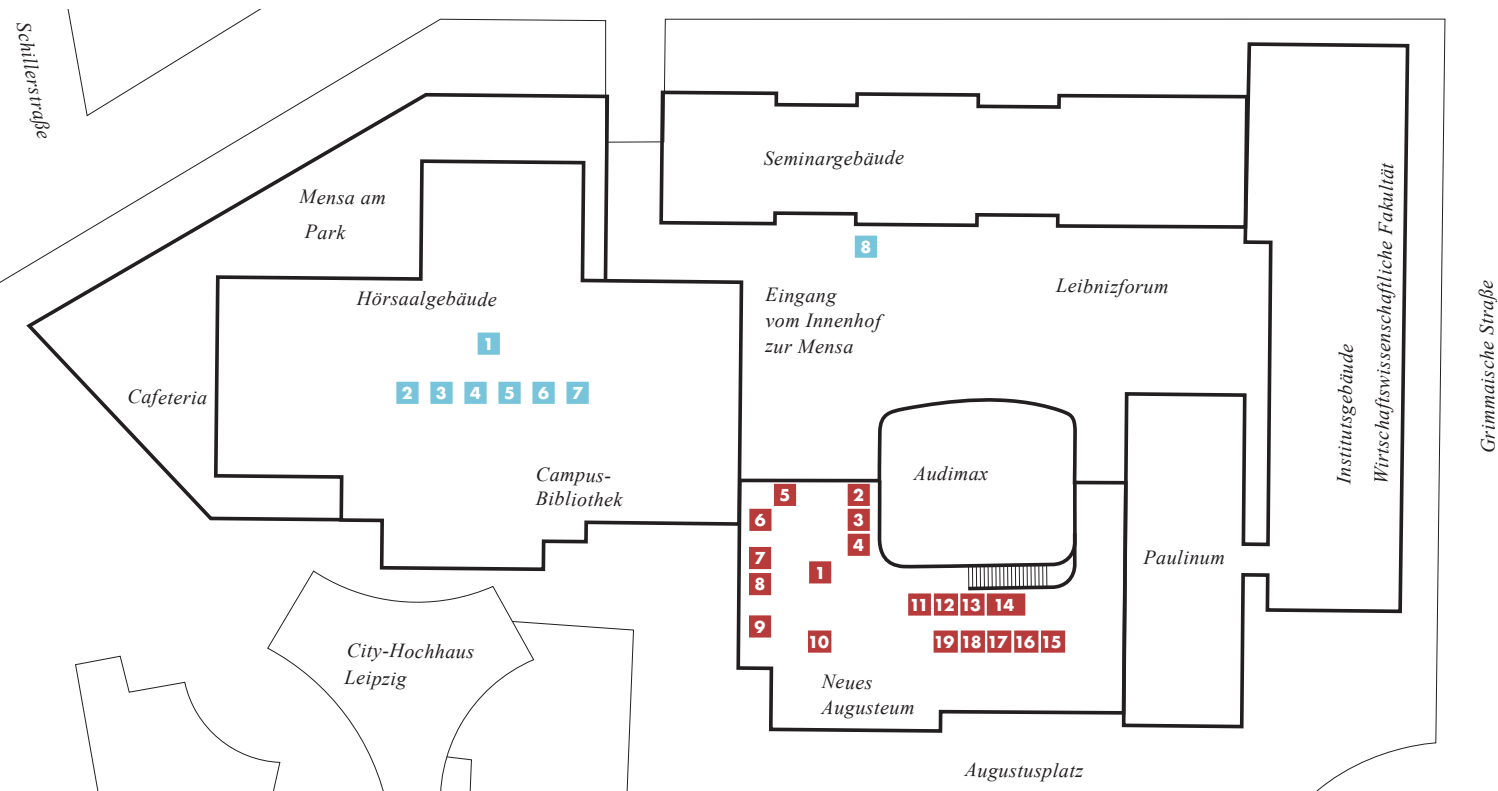 Schillerstraße
Seminargebäude
Mensa am
Park
8
Hörsaalgebäude
Eingang
vom Innenhof
zur Mensa
Leibnizforum
Institutsgebäude
Wirtschaftswissenschaftliche Fakultät
Grimmaische Straße
1
2 3 4 5 6 7
Cafeteria
Campus-
Bibliothek
Audimax
5 2
6 3
4
7
8
1
Paulinum
11 12 13 14
9
10
19 18 17 16 15
City-Hochhaus
Leipzig
Neues
Augusteum
Augustusplatz